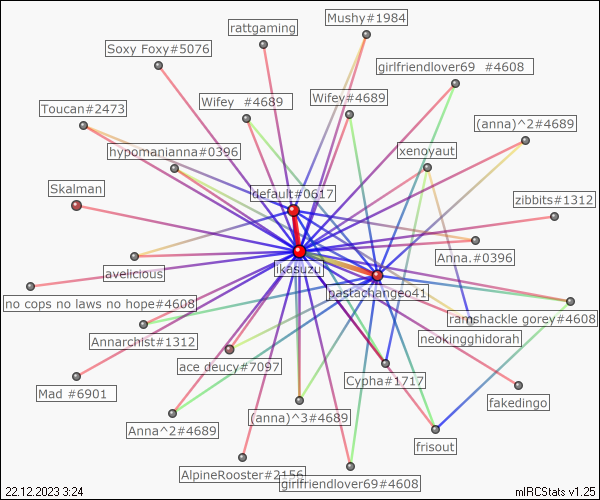 Mushy#1984
rattgaming
Soxy Foxy#5076
girlfriendlover69 #4608
Wifey #4689
Wifey#4689
Toucan#2473
(anna)^2#4689
hypomanianna#0396
xenoyaut
Skalman
default#0617
zibbits#1312
Anna.#0396
avelicious
ikasuzu
pastachangeo41
no cops no laws no hope#4608
ramshackle gorey#4608
Annarchist#1312
neokingghidorah
ace deucy#7097
Cypha#1717
Mad #6901
fakedingo
(anna)^3#4689
Anna^2#4689
frisout
AlpineRooster#2156
girlfriendlover69#4608
22.12.2023 3:24
mIRCStats v1.25